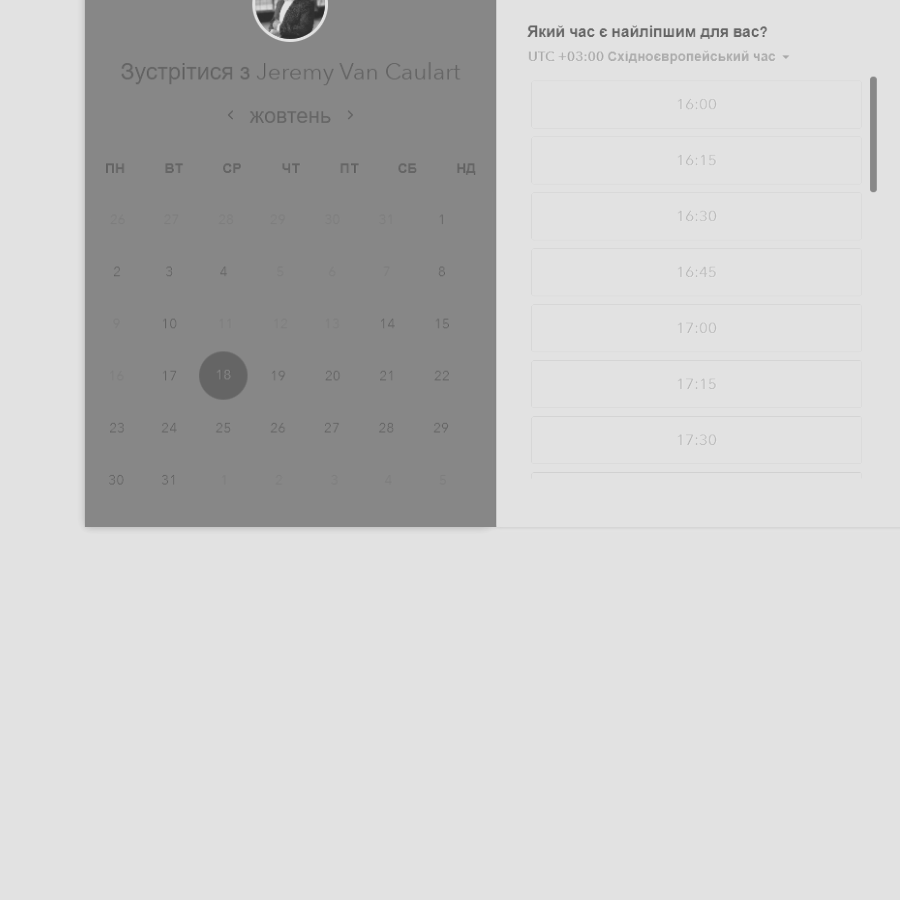 Зустрітися з Jeremy Van Caulart
жовтень
ПН ВТ СР ЧТ ПТ СБ НД
26 27 28 29 30 31 1
2 3 4 5 6 7 8
9 10 11 12 13 14 15
16 17 18 19 20 21 22
23 24 25 26 27 28 29
30 31 1 2 3 4 5
Який час є найліпшим для вас?
UTC +03:00 Східноєвропейський час
16:00
16:15
16:30
16:45
17:00
17:15
17:30